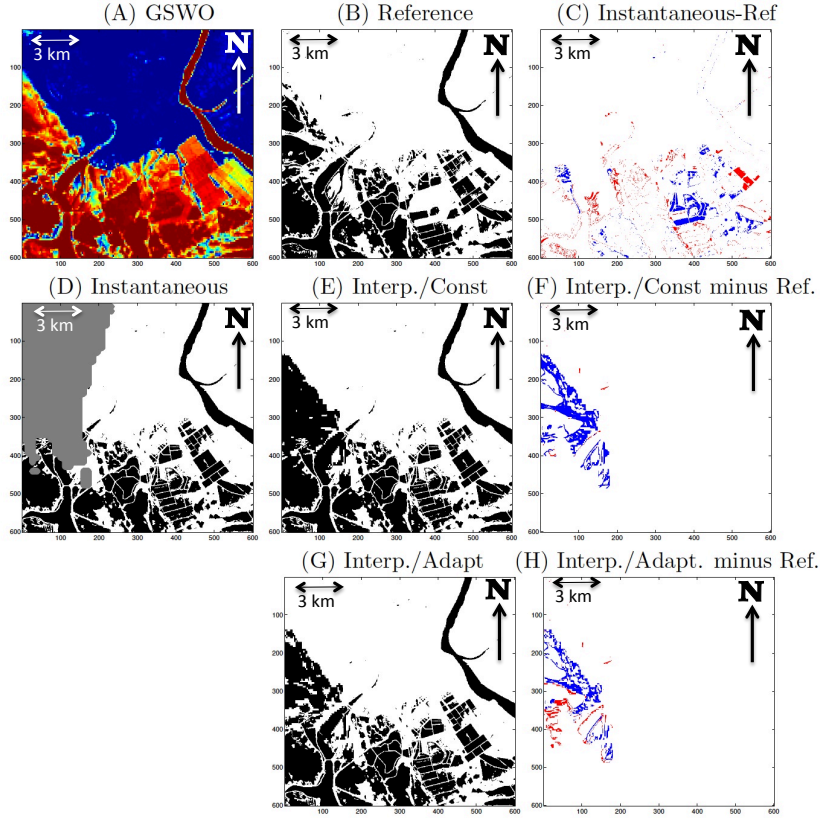 (A) GSWO
(B) Reference
(C) Instantaneous-Ref
3 km N
3 km N
3 km N
100
200
300
400
500
600
100
200
300
400
500
600
100
200
300
400
500
600
100 200 300 400 500 600
100 200 300 400 500 600
100 200 300 400 500 600
(D) Instantaneous
(E) Interp./Const
(F) Interp./Const minus Ref.
3 km N
3 km N
3 km N
100
200
300
400
500
600
100
200
300
400
500
600
100
200
300
400
500
600
100 200 300 400 500 600
100 200 300 400 500 600
100 200 300 400 500 600
(G) Interp./Adapt
(H) Interp./Adapt. minus Ref.
3 km N
3 km N
100
200
300
400
500
600
100
200
300
400
500
600
100 200 300 400 500 600
100 200 300 400 500 600